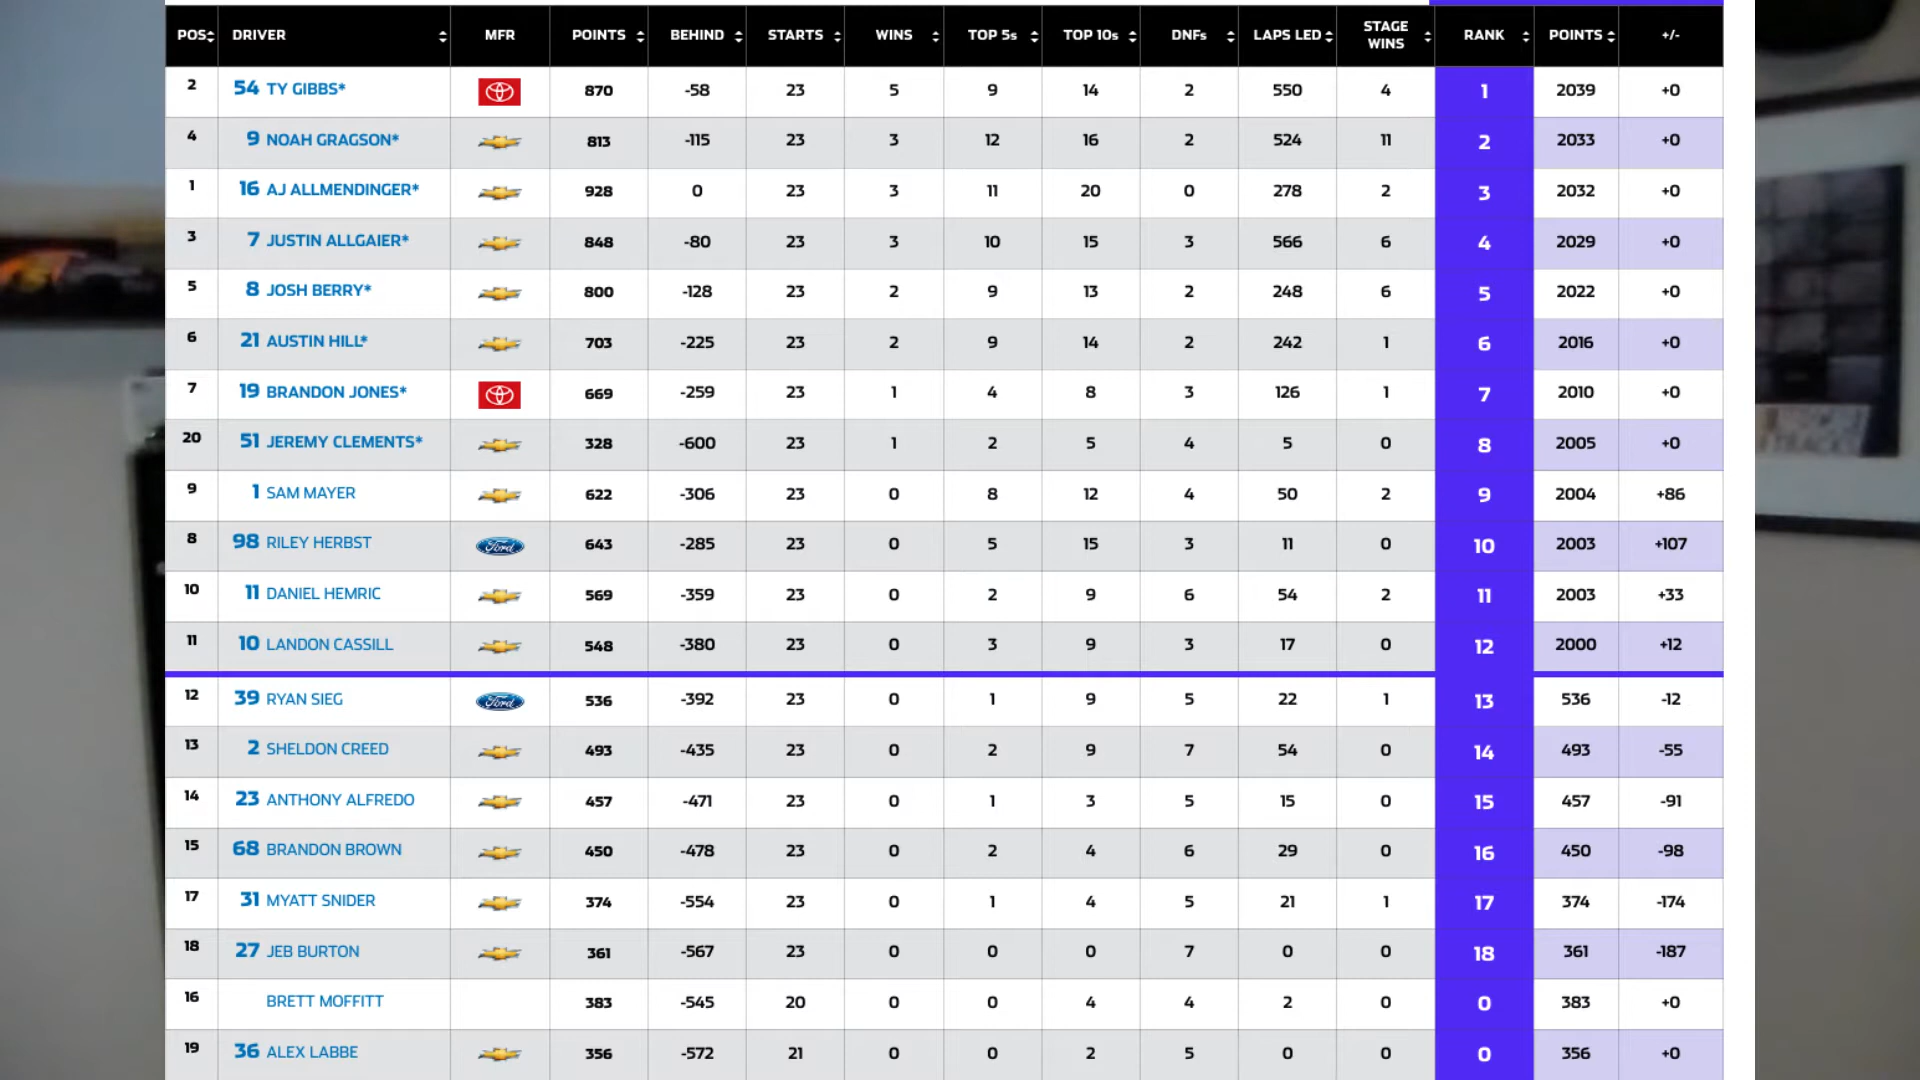 POS DRIVER MFR POINTS BEHIND STARTS WINS TOP 5s TOP 10s DNFs LAPS LED STAGE WINS RANK POINTS +/-
2 54 TY GIBBS* 870 -58 23 5 9 14 2 550 4 1 2039 +0
4 9 NOAH GRAGSON* 813 -115 23 3 12 16 2 524 11 2 2033 +0
1 16 AJ ALLMENDINGER* 928 0 23 3 11 20 0 278 2 3 2032 +0
3 7 JUSTIN ALLGAIER* 848 -80 23 3 10 15 3 566 6 4 2029 +0
5 8 JOSH BERRY* 800 -128 23 2 9 13 2 248 6 5 2022 +0
6 21 AUSTIN HILL* 703 -225 23 2 9 14 2 242 1 6 2016 +0
7 19 BRANDON JONES* 669 -259 23 1 4 8 3 126 1 7 2010 +0
20 51 JEREMY CLEMENTS* 328 -600 23 1 2 5 4 5 0 8 2005 +0
9 1 SAM MAYER 622 -306 23 0 8 12 4 50 2 9 2004 +86
8 98 RILEY HERBST Ford 643 -285 23 0 5 15 3 11 0 10 2003 +107
10 11 DANIEL HEMRIC 569 -359 23 0 2 9 6 54 2 11 2003 +33
11 10 LANDON CASSILL 548 -380 23 0 3 9 3 17 0 12 2000 +12
12 39 RYAN SIEG Ford 536 -392 23 0 1 9 5 22 1 13 536 -12
13 2 SHELDON CREED 493 -435 23 0 2 9 7 54 0 14 493 -55
14 23 ANTHONY ALFREDO 457 -471 23 0 1 3 5 15 0 15 457 -91
15 68 BRANDON BROWN 450 -478 23 0 2 4 6 29 0 16 450 -98
17 31 MYATT SNIDER 374 -554 23 0 1 4 5 21 1 17 374 -174
18 27 JEB BURTON 361 -567 23 0 0 0 7 0 0 18 361 -187
16 BRETT MOFFITT 383 -545 20 0 0 4 4 2 0 0 383 +0
19 36 ALEX LABBE 356 -572 21 0 0 2 5 0 0 0 356 +0